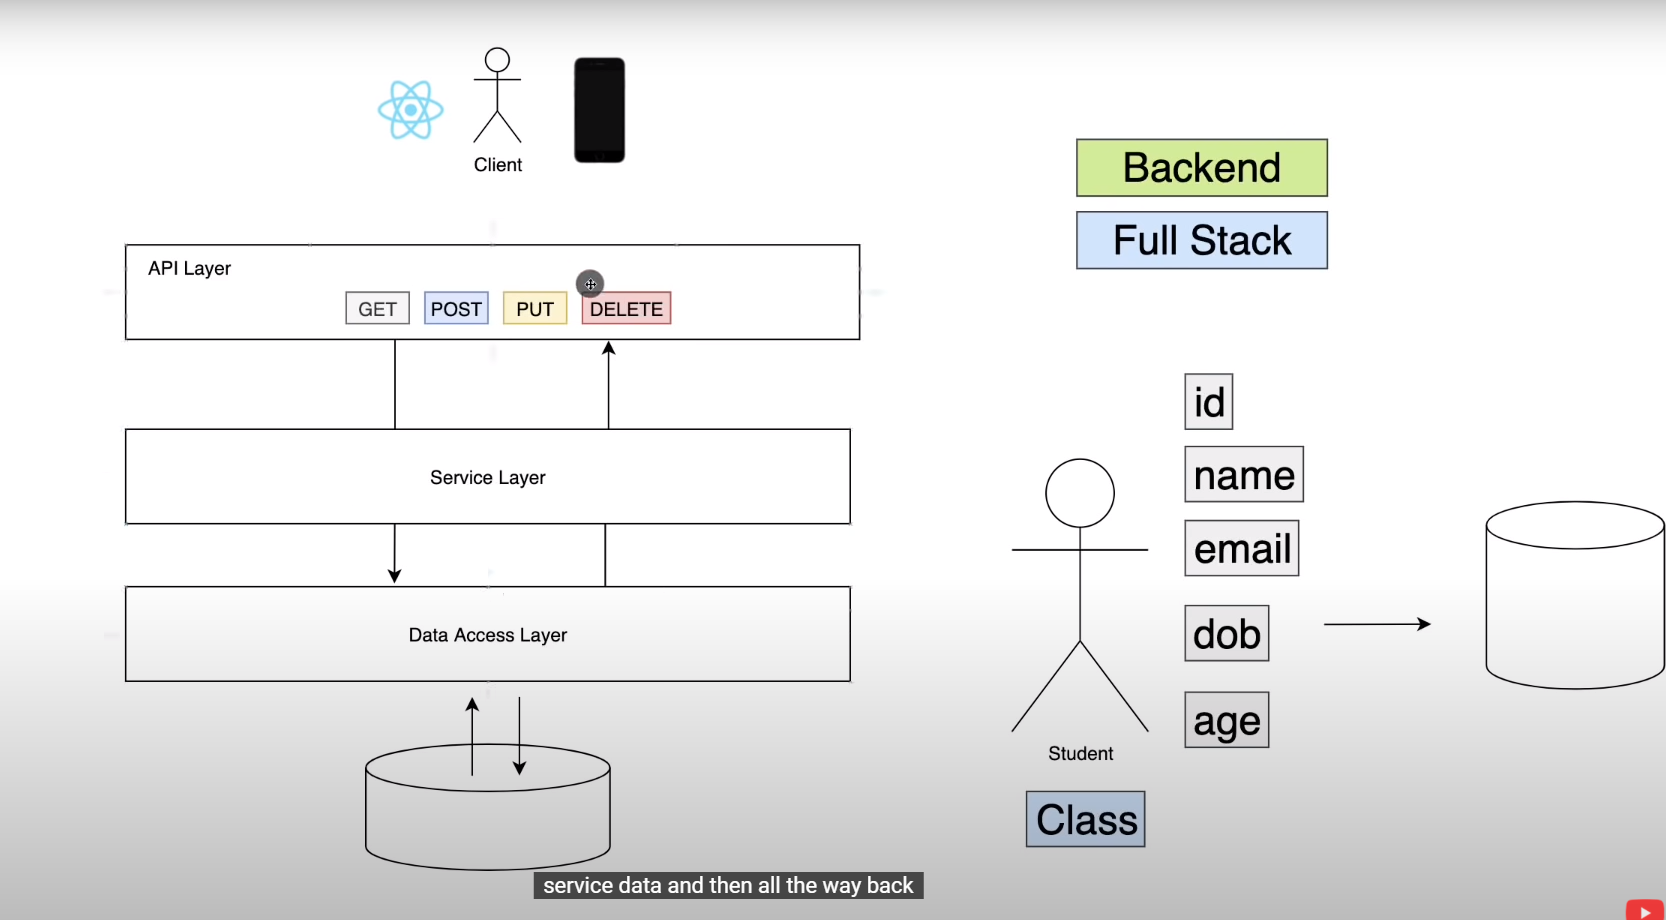 Client
API Layer
GET POST PUT DELETE
Service Layer
Data Access Layer
Backend
Full Stack
id
name
email
dob
age
Student
Class
service data and then all the way back